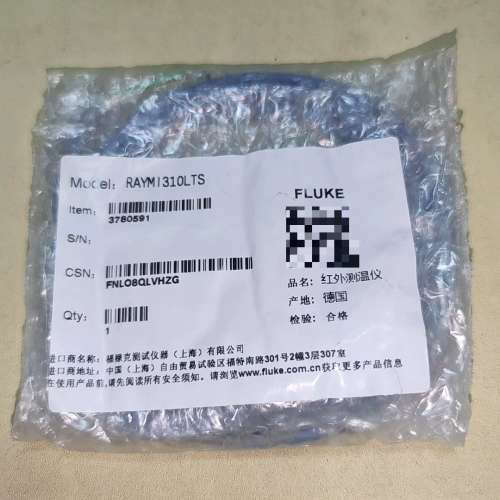 Model: RAYMI310LTS
FLUKE
Item:
3780591
S/N:
CSN:
FNLO8QLVHZG
Qty:
1
品名: 红外测温仪
产地: 德国
检验: 合格
进口商名称: 福禄克测试仪器（上海）有限公司
进口商地址: 中国（上海）自由贸易试验区福特南路301号2幢3层307室
在使用产品前,请先阅读所有安全须知。请浏览www.fluke.com.cn获取更多产品信息